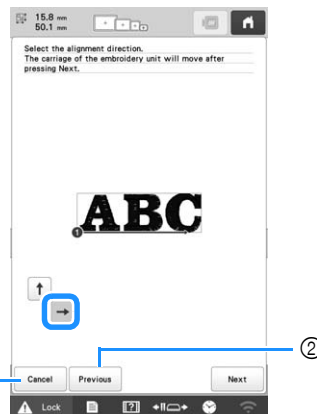 15.8 mm
50.1 mm
Select the alignment direction.
The carriage of the embroidery unit will move after
pressing Next.
ABC
1
②
Cancel Previous Next
Lock